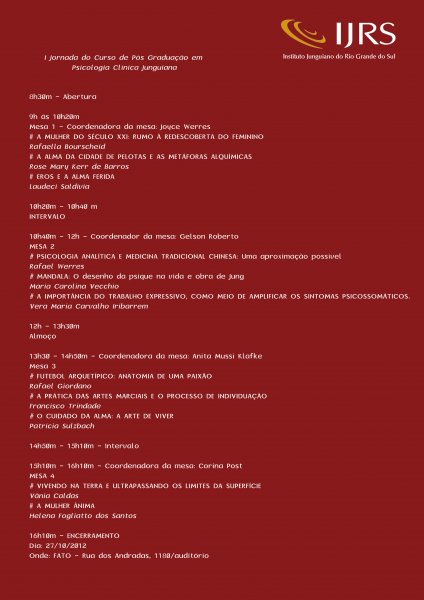 IJRS
Instituto Junguiano do Rio Grande do Sul
I Jornada do Curso de Pós Graduação em
Psicologia Clínica Junguiana
8h30m - Abertura
9h às 10h20m
Mesa 1 - Coordenadora da mesa: Joyce Werres
# A MULHER DO SÉCULO XXI: RUMO À REDESCOBERTA DO FEMININO
Rafaella Bourscheid
# A ALMA DA CIDADE DE PELOTAS E AS METÁFORAS ALQUÍMICAS
Rose Mary Kerr de Barros
# EROS E A ALMA FERIDA
Laudeci Saldivia
10h20m - 10h40 m
INTERVALO
10h40m - 12h - Coordenador da mesa: Gelson Roberto
MESA 2
# PSICOLOGIA ANALÍTICA E MEDICINA TRADICIONAL CHINESA: Uma aproximação possível
Rafael Werres
# MANDALA: O desenho da psique na vida e obra de Jung
Maria Carolina Vecchio
# A IMPORTÂNCIA DO TRABALHO EXPRESSIVO, COMO MEIO DE AMPLIFICAR OS SINTOMAS PSICOSSOMÁTICOS.
Vera Maria Carvalho Iribarrem
12h - 13h30m
Almoço
13h30 - 14h50m - Coordenadora da mesa: Anita Mussi Klafke
Mesa 3
# FUTEBOL ARQUETÍPICO: ANATOMIA DE UMA PAIXÃO
Rafael Giordano
# A PRÁTICA DAS ARTES MARCIAIS E O PROCESSO DE INDIVIDUAÇÃO
Francisco Trindade
# O CUIDADO DA ALMA: A ARTE DE VIVER
Patrícia Sulzbach
14h50m - 15h10m - Intervalo
15h10m - 16h10m - Coordenadora da mesa: Corina Post
MESA 4
# VIVENDO NA TERRA E ULTRAPASSANDO OS LIMITES DA SUPERFÍCIE
Vânia Caldas
# A MULHER ÂNIMA
Helena Fogliatto dos Santos
16h10m - ENCERRAMENTO
Dia: 27/10/2012
Onde: FATO - Rua dos Andradas, 1180/auditorio